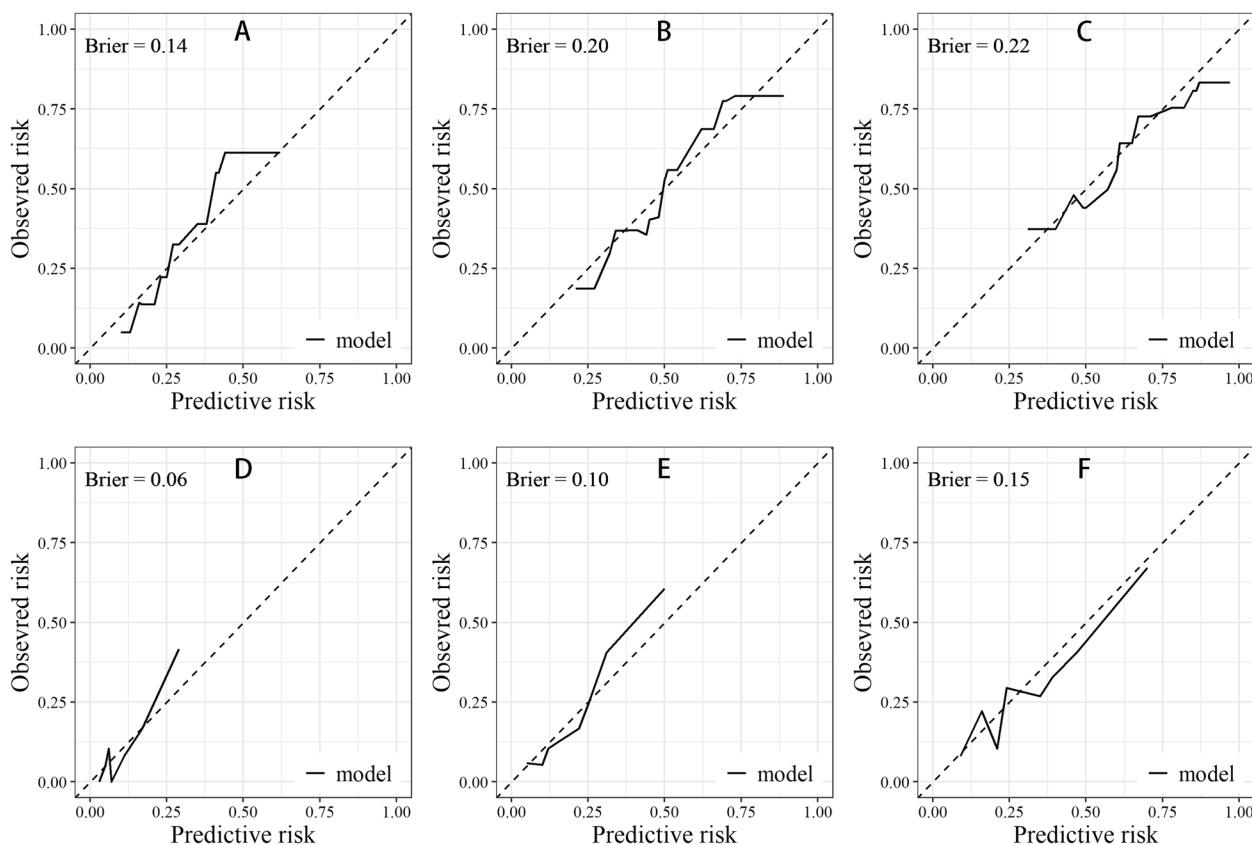 A
Brier = 0.14
1.00
0.75
0.50
0.25
0.00
Obsevred risk
model
0.00 0.25 0.50 0.75 1.00
Predictive risk
B
Brier = 0.20
1.00
0.75
0.50
0.25
0.00
Obsevred risk
model
0.00 0.25 0.50 0.75 1.00
Predictive risk
C
Brier = 0.22
1.00
0.75
0.50
0.25
0.00
Obsevred risk
model
0.00 0.25 0.50 0.75 1.00
Predictive risk
D
Brier = 0.06
1.00
0.75
0.50
0.25
0.00
Obsevred risk
model
0.00 0.25 0.50 0.75 1.00
Predictive risk
E
Brier = 0.10
1.00
0.75
0.50
0.25
0.00
Obsevred risk
model
0.00 0.25 0.50 0.75 1.00
Predictive risk
F
Brier = 0.15
1.00
0.75
0.50
0.25
0.00
Obsevred risk
model
0.00 0.25 0.50 0.75 1.00
Predictive risk